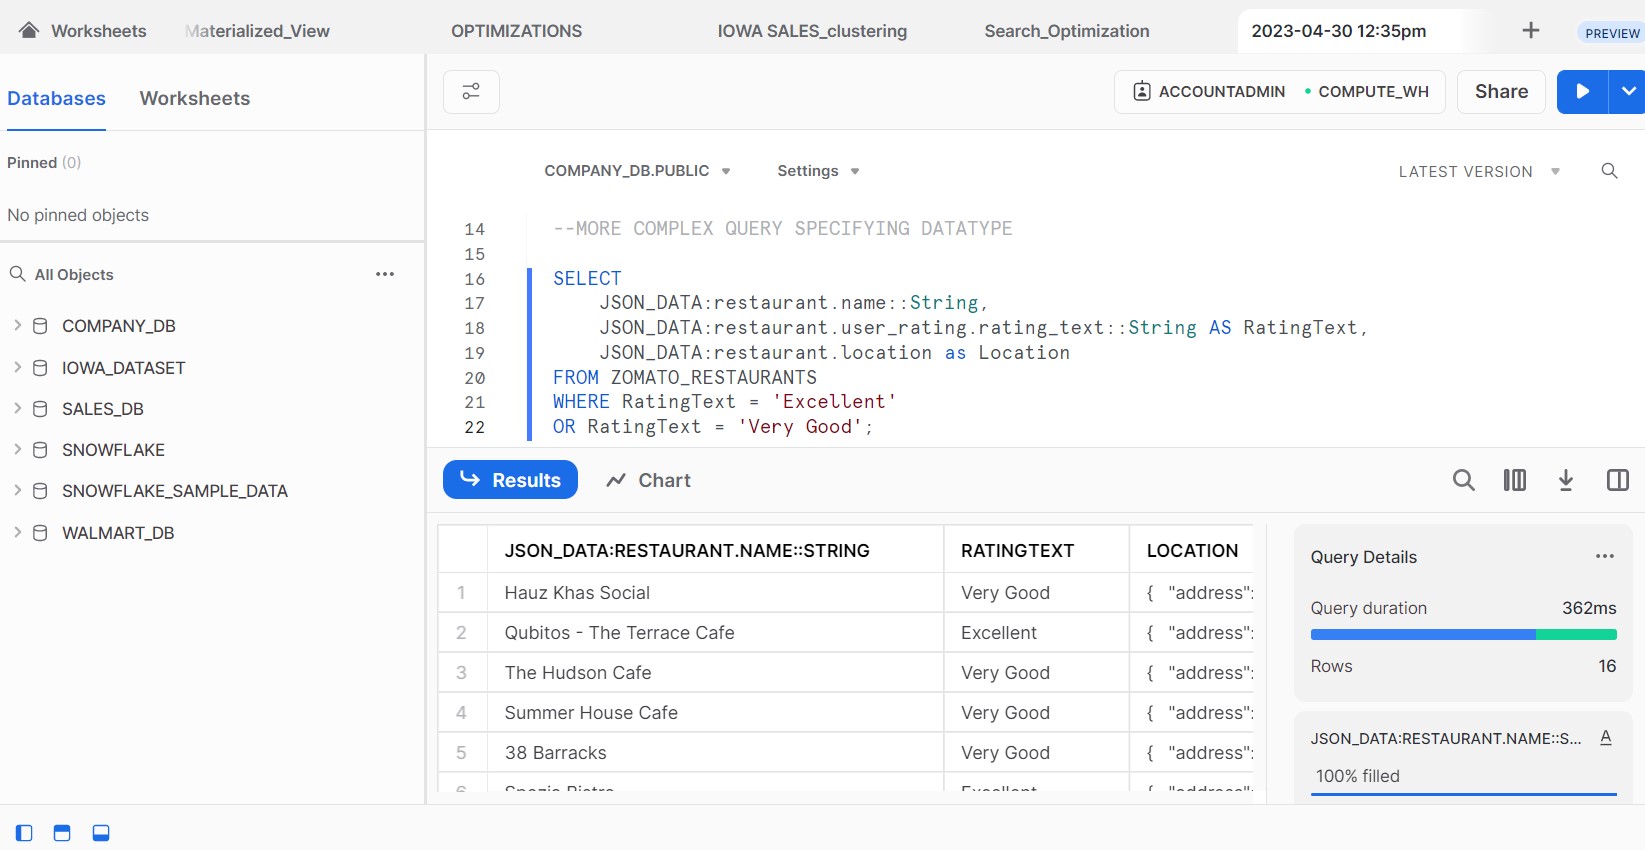 Worksheets
Materialized_View
OPTIMIZATIONS
IOWA SALES_clustering
Search_Optimization
2023-04-30 12:35pm
PREVIEW
Databases
Worksheets
ACCOUNTADMIN
COMPUTE_WH
Share
Pinned (0)
No pinned objects
All Objects
COMPANY_DB
IOWA_DATASET
SALES_DB
SNOWFLAKE
SNOWFLAKE_SAMPLE_DATA
WALMART_DB
COMPANY_DB.PUBLIC
Settings
LATEST VERSION
14 --MORE COMPLEX QUERY SPECIFYING DATATYPE
15
16 SELECT
17 JSON_DATA:restaurant.name::String,
18 JSON_DATA:restaurant.user_rating.rating_text::String AS RatingText,
19 JSON_DATA:restaurant.location as Location
20 FROM ZOMATO_RESTAURANTS
21 WHERE RatingText = 'Excellent'
22 OR RatingText = 'Very Good';
Results
Chart
JSON_DATA:RESTAURANT.NAME::STRING RATINGTEXT LOCATION
1 Hauz Khas Social Very Good { "address":
2 Qubitos - The Terrace Cafe Excellent { "address":
3 The Hudson Cafe Very Good { "address":
4 Summer House Cafe Very Good { "address":
5 38 Barracks Very Good { "address":
Query Details
Query duration 362ms
Rows 16
JSON_DATA:RESTAURANT.NAME::S... A
100% filled